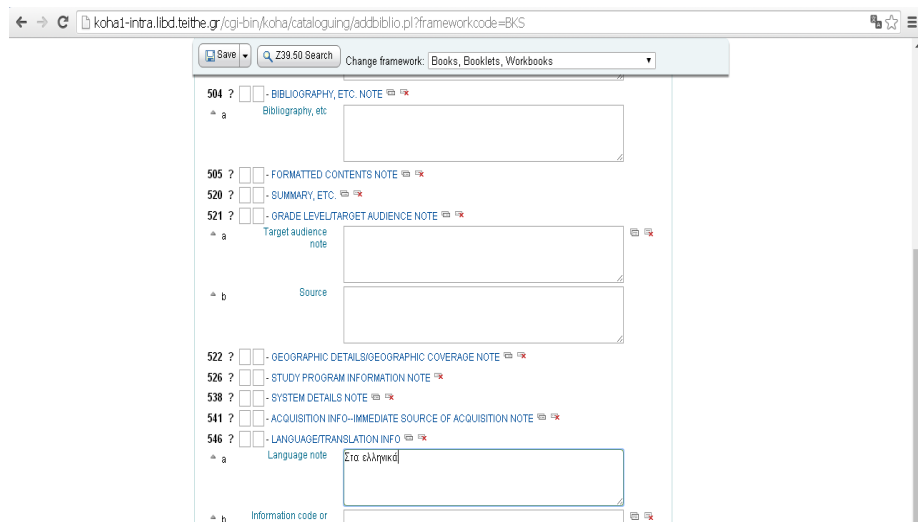 koha1-intra.libd.teithe.gr/cgi-bin/koha/cataloguing/addbiblio.pl?frameworkcode=BKS
Save Z39.50 Search Change framework: Books, Booklets, Workbooks
504 ? - BIBLIOGRAPHY, ETC. NOTE
a Bibliography, etc
505 ? - FORMATTED CONTENTS NOTE
520 ? - SUMMARY, ETC.
521 ? - GRADE LEVEL/TARGET AUDIENCE NOTE
a Target audience
note
b Source
522 ? - GEOGRAPHIC DETAILS/GEOGRAPHIC COVERAGE NOTE
526 ? - STUDY PROGRAM INFORMATION NOTE
538 ? - SYSTEM DETAILS NOTE
541 ? - ACQUISITION INFO--IMMEDIATE SOURCE OF ACQUISITION NOTE
546 ? - LANGUAGE/TRANSLATION INFO
a Language note Στα ελληνικά
b Information code or